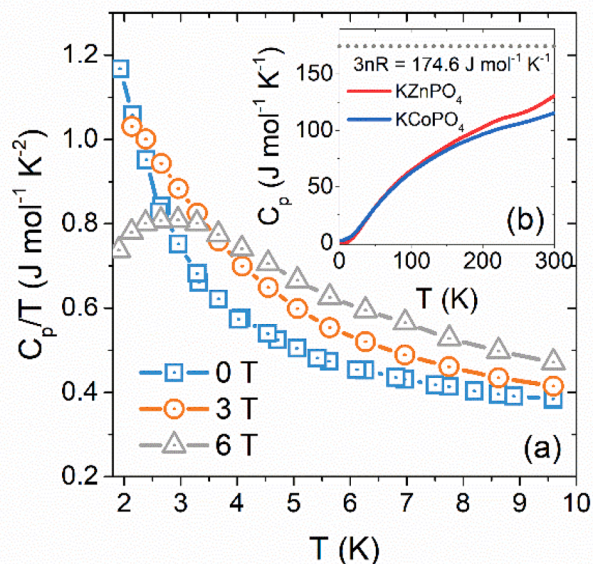 (a)
1.2
1.0
0.8
0.6
0.4
0.2
C_p/T (J mol⁻¹ K⁻²)
2 3 4 5 6 7 8 9 10
T (K)
0 T
3 T
6 T
(a)
150
100
50
0
C_p (J mol⁻¹ K⁻¹)
3nR = 174.6 J mol⁻¹ K⁻¹
KZnPO₄
KCoPO₄
(b)
0 100 200 300
T (K)